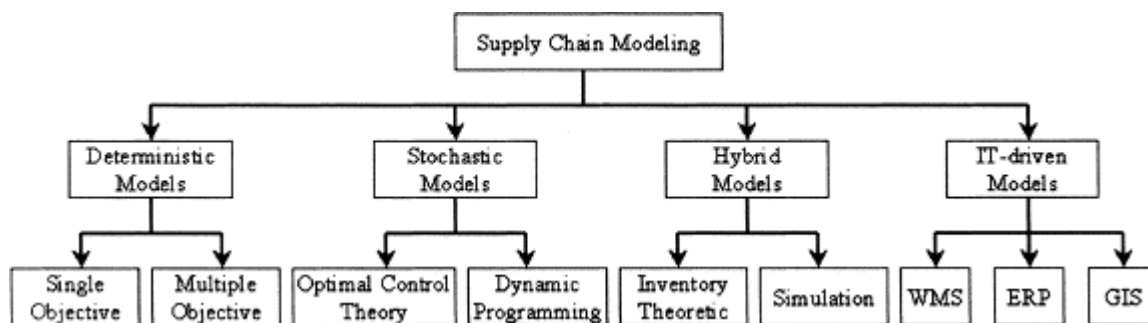 Supply Chain Modeling
Deterministic
Models
Stochastic
Models
Hybrid
Models
IT-driven
Models
Single
Objective
Multiple
Objective
Optimal Control
Theory
Dynamic
Programming
Inventory
Theoretic
Simulation
WMS
ERP
GIS